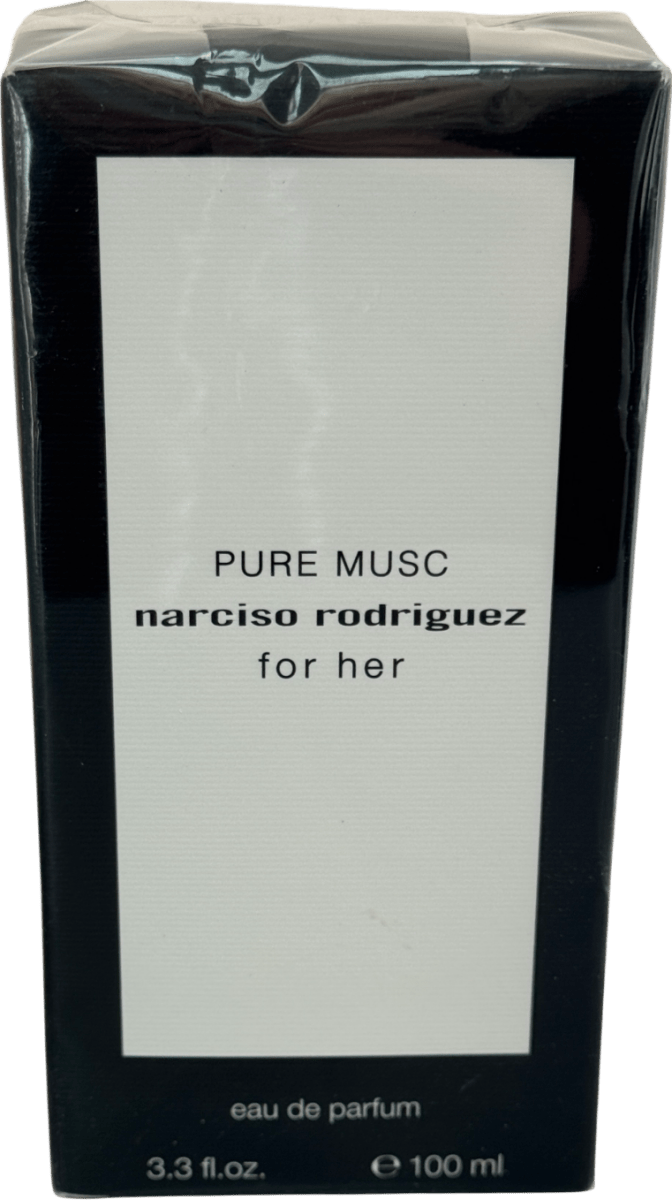 PURE MUSC
narciso rodriguez
for her
eau de parfum
3.3 fl.oz. ℮ 100 ml